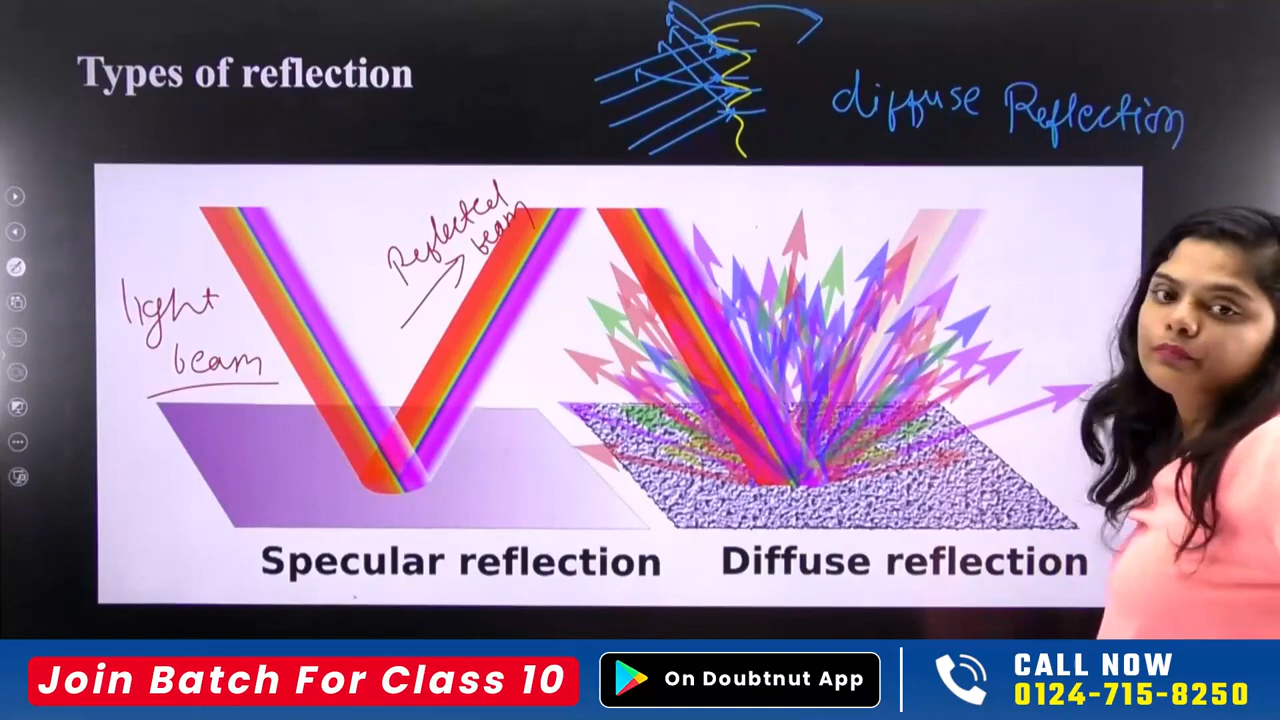 Types of reflection
diffuse Reflection
Reflected
beam
light
beam
Specular reflection
Diffuse reflection
Join Batch For Class 10
On Doubtnut App
CALL NOW
0124-715-8250